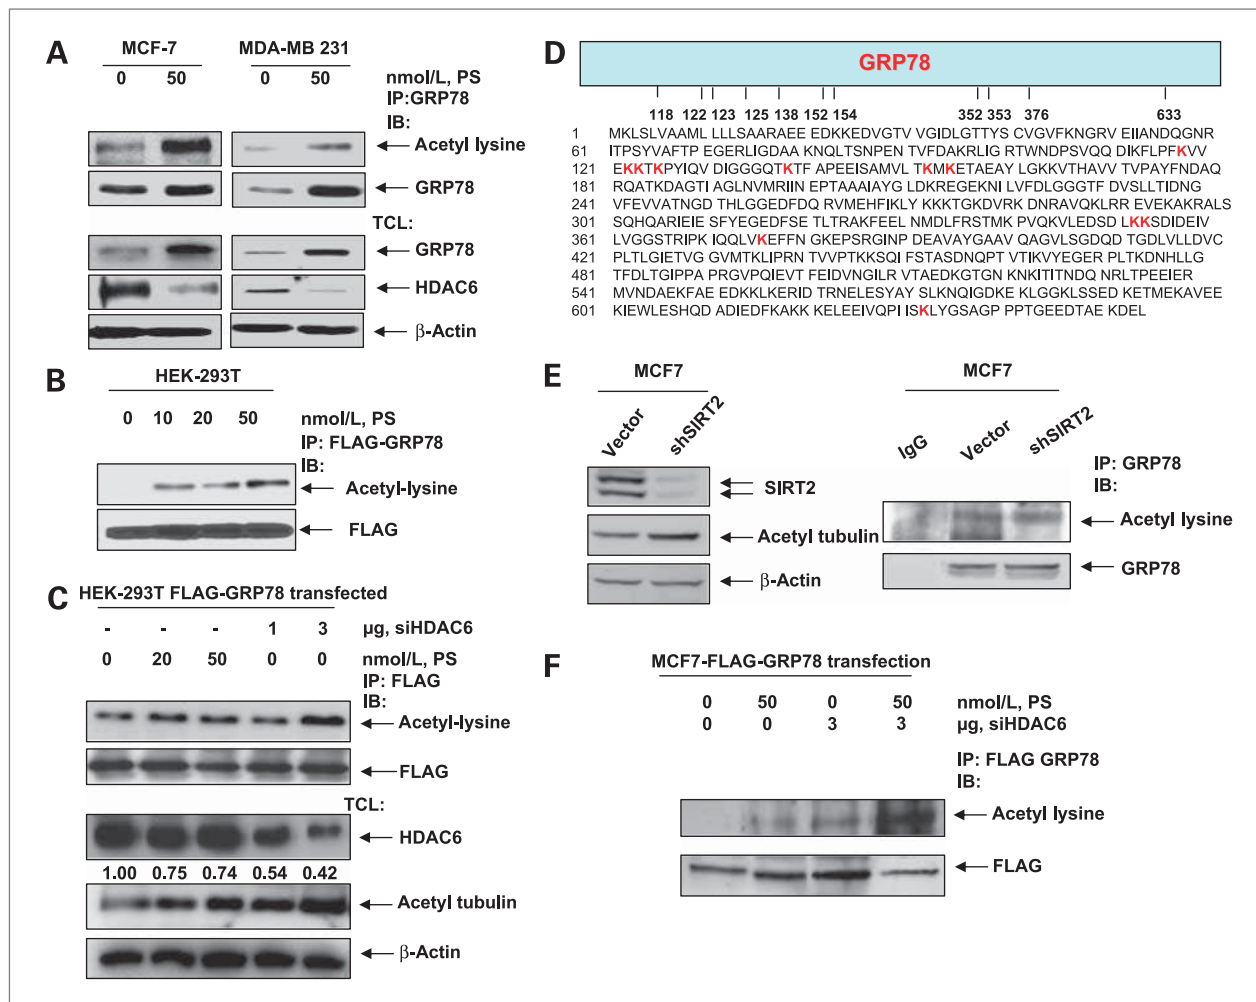 A
MCF-7 MDA-MB 231
0 50 0 50 nmol/L, PS
IP:GRP78
IB:
Acetyl lysine
GRP78
TCL:
GRP78
HDAC6
β-Actin
B
HEK-293T
0 10 20 50 nmol/L, PS
IP: FLAG-GRP78
IB:
Acetyl-lysine
FLAG
C
HEK-293T FLAG-GRP78 transfected
- - - 1 3 µg, siHDAC6
0 20 50 0 0 nmol/L, PS
IP: FLAG
IB:
Acetyl-lysine
FLAG
TCL:
HDAC6
1.00 0.75 0.74 0.54 0.42
Acetyl tubulin
β-Actin
D
GRP78
118 122 123 125 138 152 154 352 353 376 633
1 MKLSLVAAML LLLSAARAEE EDKKEDVGTV VGIDLGTTYS CVGVFKNGRV EIIANDQGNR
61 ITPSYVAFTP EGERLIGDAA KNQLTSNPEN TVFDAKRLIG RTWNDPSVQQ DIKFLPFKVV
121 EKKTKPYIQV DIGGGQTKTF APEEISAMVL TKMKETAEAY LGKKVTHAVV TVPAYFNDAQ
181 RQATKDAGTI AGLNVMRIIN EPTAAAIAYG LDKREGEKNI LVFDLGGGTF DVSLLTIDNG
241 VFEVVATNGD THLGGEDFDQ RVMEHFIKLY KKKTGKDVRK DNRAVQKLRR EVEKAKRALS
301 SQHQARIEIE SFYEGEDFSE TLTRAKFEEL NMDLFRSTMK PVQKVLEDSD LKKSDIDEIV
361 LVGGSTRIPK IQQLVKEFFN GKEPSRGINP DEAVAYGAAV QAGVLSGDQD TGDLVLLDVC
421 PLTLGIETVG GVMTKLIPRN TVVPTKKSQI FSTASDNQPT VTIKVYEGER PLTKDNHLLG
481 TFDLTGIPPA PRGVPQIEVT FEIDVNGILR VTAEDKGTGN KNKITITNDQ NRLTPEEIER
541 MVNDAEKFAE EDKKLKERID TRNELESYAY SLKNQIGDKE KLGGKLSSED KETMEKAVEE
601 KIEWLESHQD ADIEDFKAKK KELEEIVQPI ISKLYGSAGP PPTGEEDTAE KDEL
E
MCF7
Vector shSIRT2
SIRT2
Acetyl tubulin
β-Actin
MCF7
IgG Vector shSIRT2
IP: GRP78
IB:
Acetyl lysine
GRP78
F
MCF7-FLAG-GRP78 transfection
0 50 0 50 nmol/L, PS
0 0 3 3 µg, siHDAC6
IP: FLAG GRP78
IB:
Acetyl lysine
FLAG